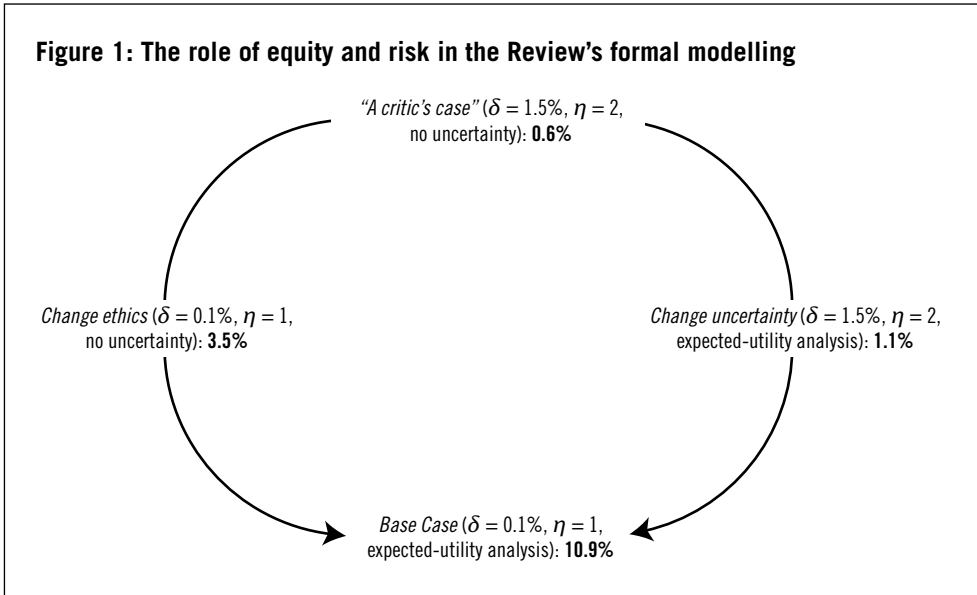 Figure 1: The role of equity and risk in the Review's formal modelling
"A critic's case" (δ = 1.5%, η = 2,
no uncertainty): 0.6%
Change ethics (δ = 0.1%, η = 1,
no uncertainty): 3.5%
Change uncertainty (δ = 1.5%, η = 2,
expected-utility analysis): 1.1%
Base Case (δ = 0.1%, η = 1,
expected-utility analysis): 10.9%